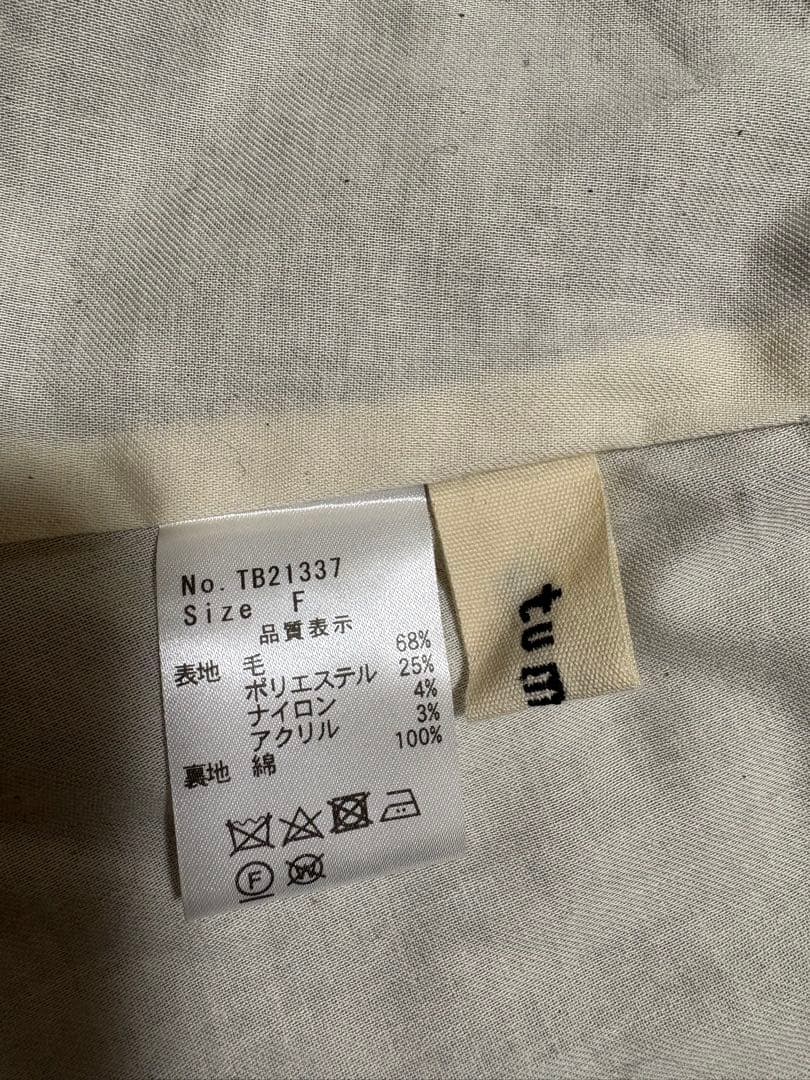 No. TB21337
Size F
品質表示
表地 毛 68%
ポリエステル 25%
ナイロン 4%
アクリル 3%
裏地 綿 100%
F
W
tum